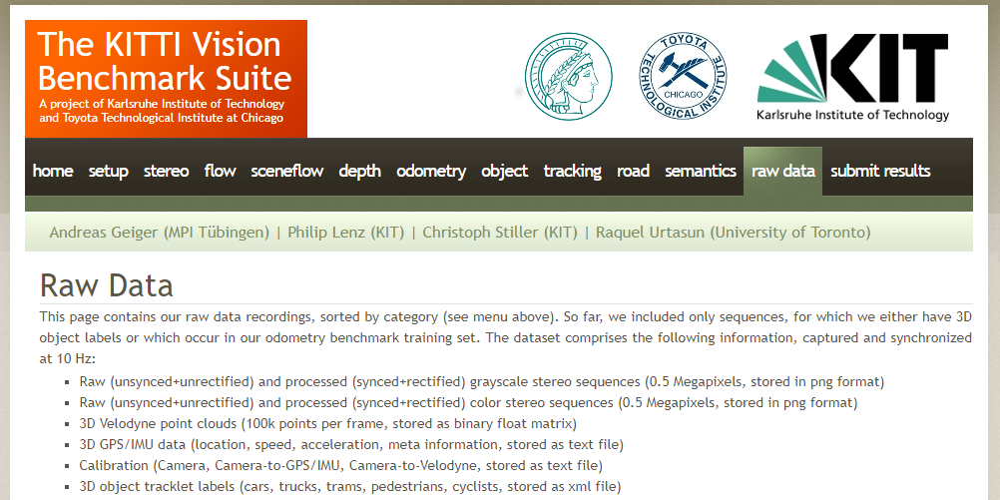 The KITTI Vision
Benchmark Suite
A project of Karlsruhe Institute of Technology
and Toyota Technological Institute at Chicago
TOYOTA TECHNOLOGICAL INSTITUTE
CHICAGO
KIT
Karlsruhe Institute of Technology
home setup stereo flow sceneflow depth odometry object tracking road semantics raw data submit results
Andreas Geiger (MPI Tübingen) | Philip Lenz (KIT) | Christoph Stiller (KIT) | Raquel Urtasun (University of Toronto)
Raw Data
This page contains our raw data recordings, sorted by category (see menu above). So far, we included only sequences, for which we either have 3D
object labels or which occur in our odometry benchmark training set. The dataset comprises the following information, captured and synchronized
at 10 Hz:
▪ Raw (unsynced+unrectified) and processed (synced+rectified) grayscale stereo sequences (0.5 Megapixels, stored in png format)
▪ Raw (unsynced+unrectified) and processed (synced+rectified) color stereo sequences (0.5 Megapixels, stored in png format)
▪ 3D Velodyne point clouds (100k points per frame, stored as binary float matrix)
▪ 3D GPS/IMU data (location, speed, acceleration, meta information, stored as text file)
▪ Calibration (Camera, Camera-to-GPS/IMU, Camera-to-Velodyne, stored as text file)
▪ 3D object tracklet labels (cars, trucks, trams, pedestrians, cyclists, stored as xml file)